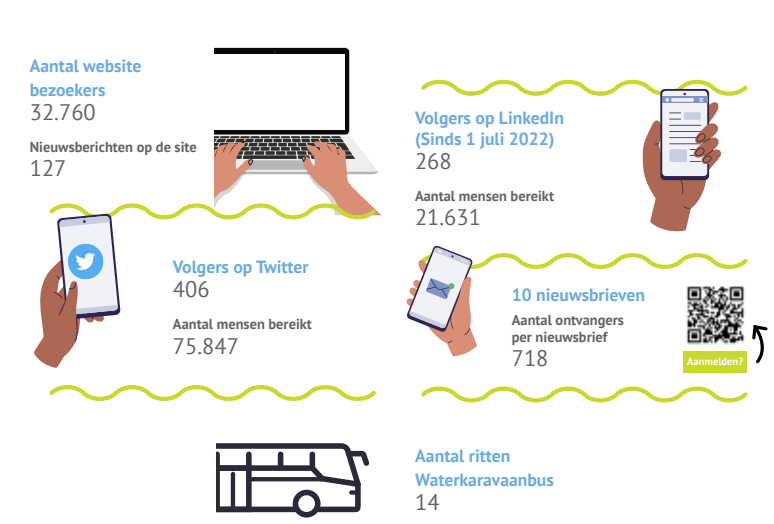 Aantal website
bezoekers
32.760
Nieuwsberichten op de site
127
Volgers op LinkedIn
(Sinds 1 juli 2022)
268
Aantal mensen bereikt
21.631
Volgers op Twitter
406
Aantal mensen bereikt
75.847
10 nieuwsbrieven
Aantal ontvangers
per nieuwsbrief
718
Aanmelden?
Aantal ritten
Waterkaravaanbus
14